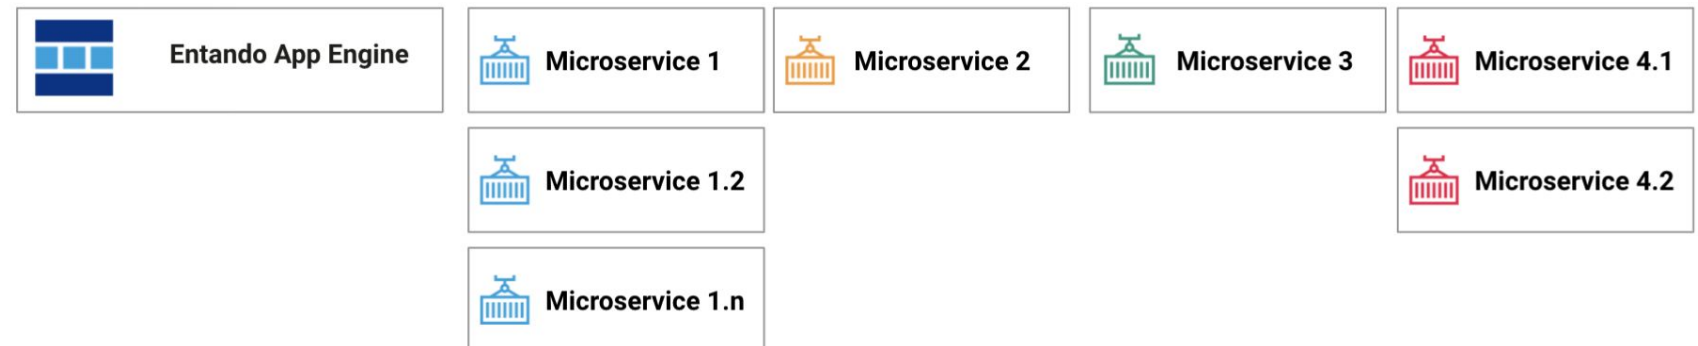 Entando App Engine
Microservice 1
Microservice 2
Microservice 3
Microservice 4.1
Microservice 1.2
Microservice 4.2
Microservice 1.n